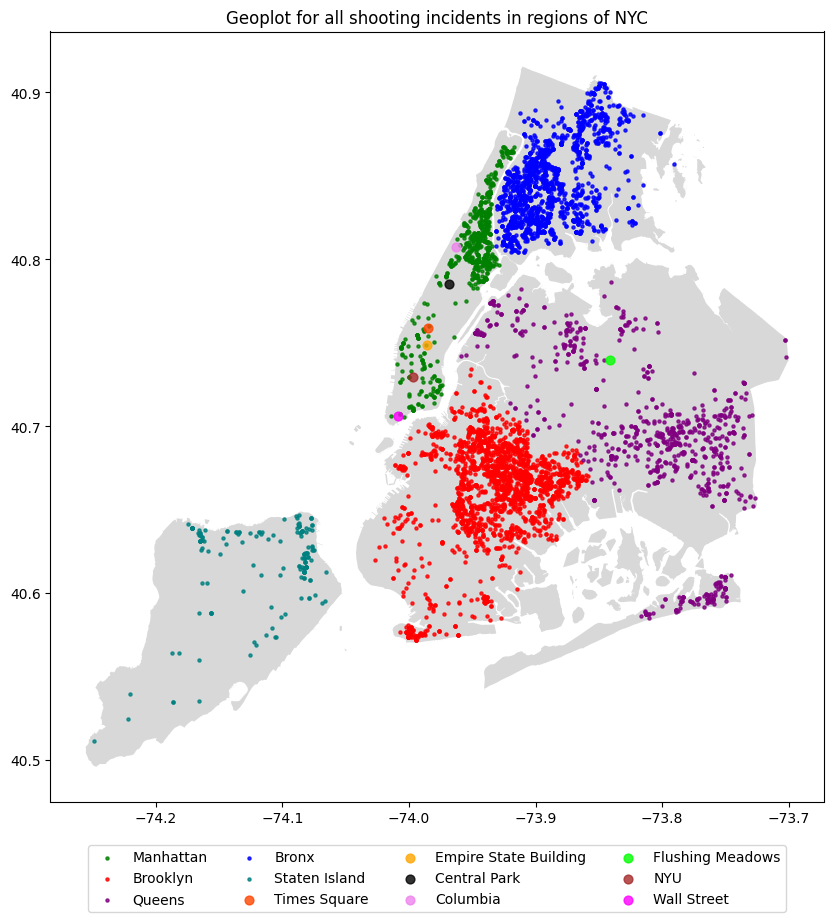 Geoplot for all shooting incidents in regions of NYC
40.9
40.8
40.7
40.6
40.5
−74.2 −74.1 −74.0 −73.9 −73.8 −73.7
Manhattan Bronx Empire State Building Flushing Meadows
Brooklyn Staten Island Central Park NYU
Queens Times Square Columbia Wall Street